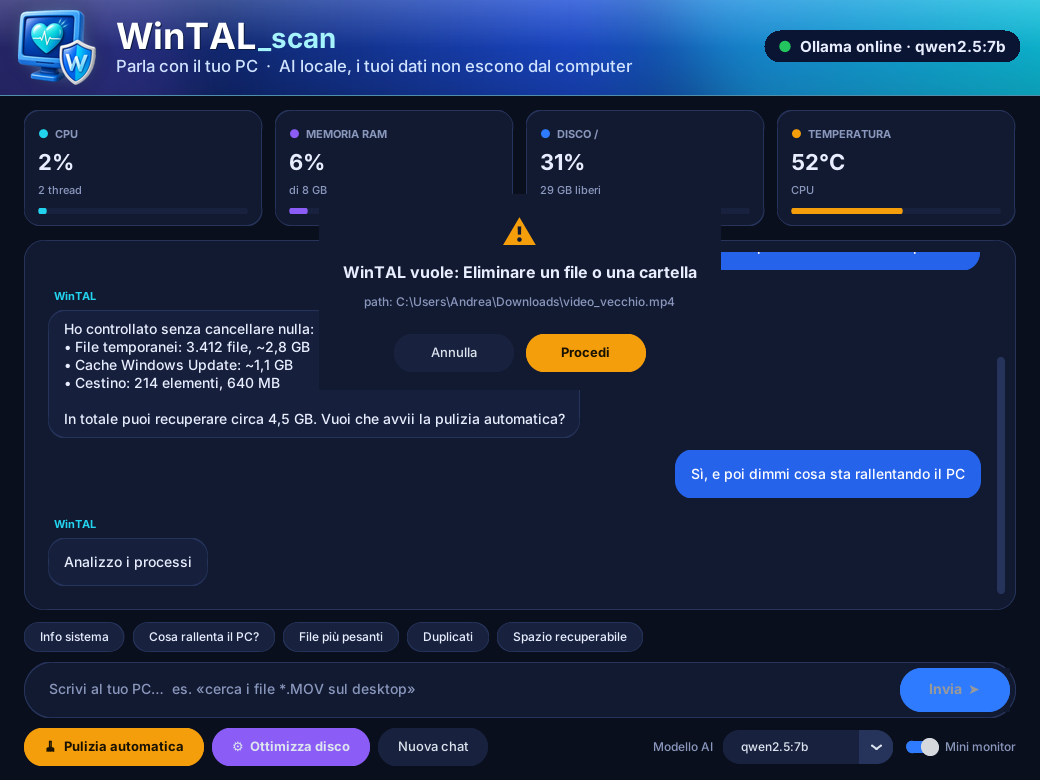 WinTAL_scan
Parla con il tuo PC · AI locale, i tuoi dati non escono dal computer
Ollama online · qwen2.5:7b
W
CPU
2%
2 thread
MEMORIA RAM
6%
di 8 GB
DISCO /
31%
29 GB liberi
TEMPERATURA
52°C
CPU
WinTAL vuole: Eliminare un file o una cartella
path: C:\Users\Andrea\Downloads\video_vecchio.mp4
Annulla
Procedi
WinTAL
Ho controllato senza cancellare nulla:
• File temporanei: 3.412 file, ~2,8 GB
• Cache Windows Update: ~1,1 GB
• Cestino: 214 elementi, 640 MB
In totale puoi recuperare circa 4,5 GB. Vuoi che avvii la pulizia automatica?
Sì, e poi dimmi cosa sta rallentando il PC
WinTAL
Analizzo i processi
Info sistema
Cosa rallenta il PC?
File più pesanti
Duplicati
Spazio recuperabile
Scrivi al tuo PC... es. «cerca i file *.MOV sul desktop»
Invia ➤
Pulizia automatica
Ottimizza disco
Nuova chat
Modello AI
qwen2.5:7b
Mini monitor